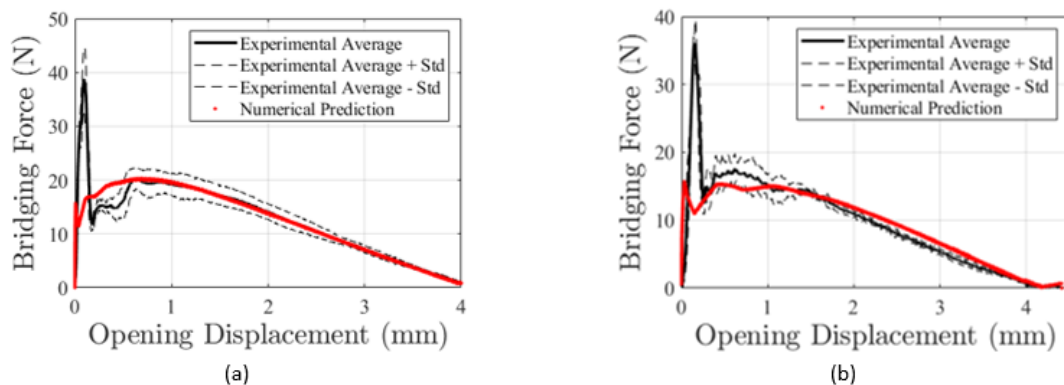 50
40
30
20
10
0
0 1 2 3 4
Bridging Force (N)
Opening Displacement (mm)
Experimental Average
Experimental Average + Std
Experimental Average - Std
Numerical Prediction
(a)
40
30
20
10
0
0 1 2 3 4
Bridging Force (N)
Opening Displacement (mm)
Experimental Average
Experimental Average + Std
Experimental Average - Std
Numerical Prediction
(b)